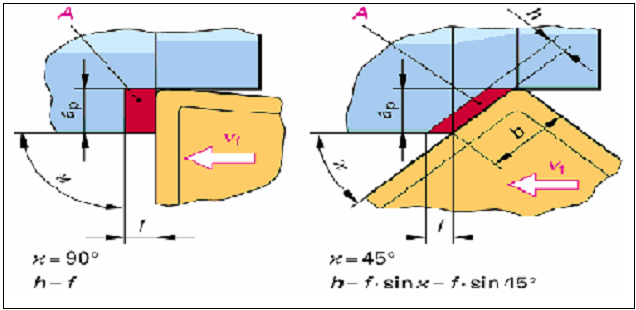 A
aₚ
vf
ϰ
f
ϰ = 90°
h = f
A
h
aₚ
b
vf
ϰ
f
ϰ = 45°
h = f · sin ϰ = f · sin 45°